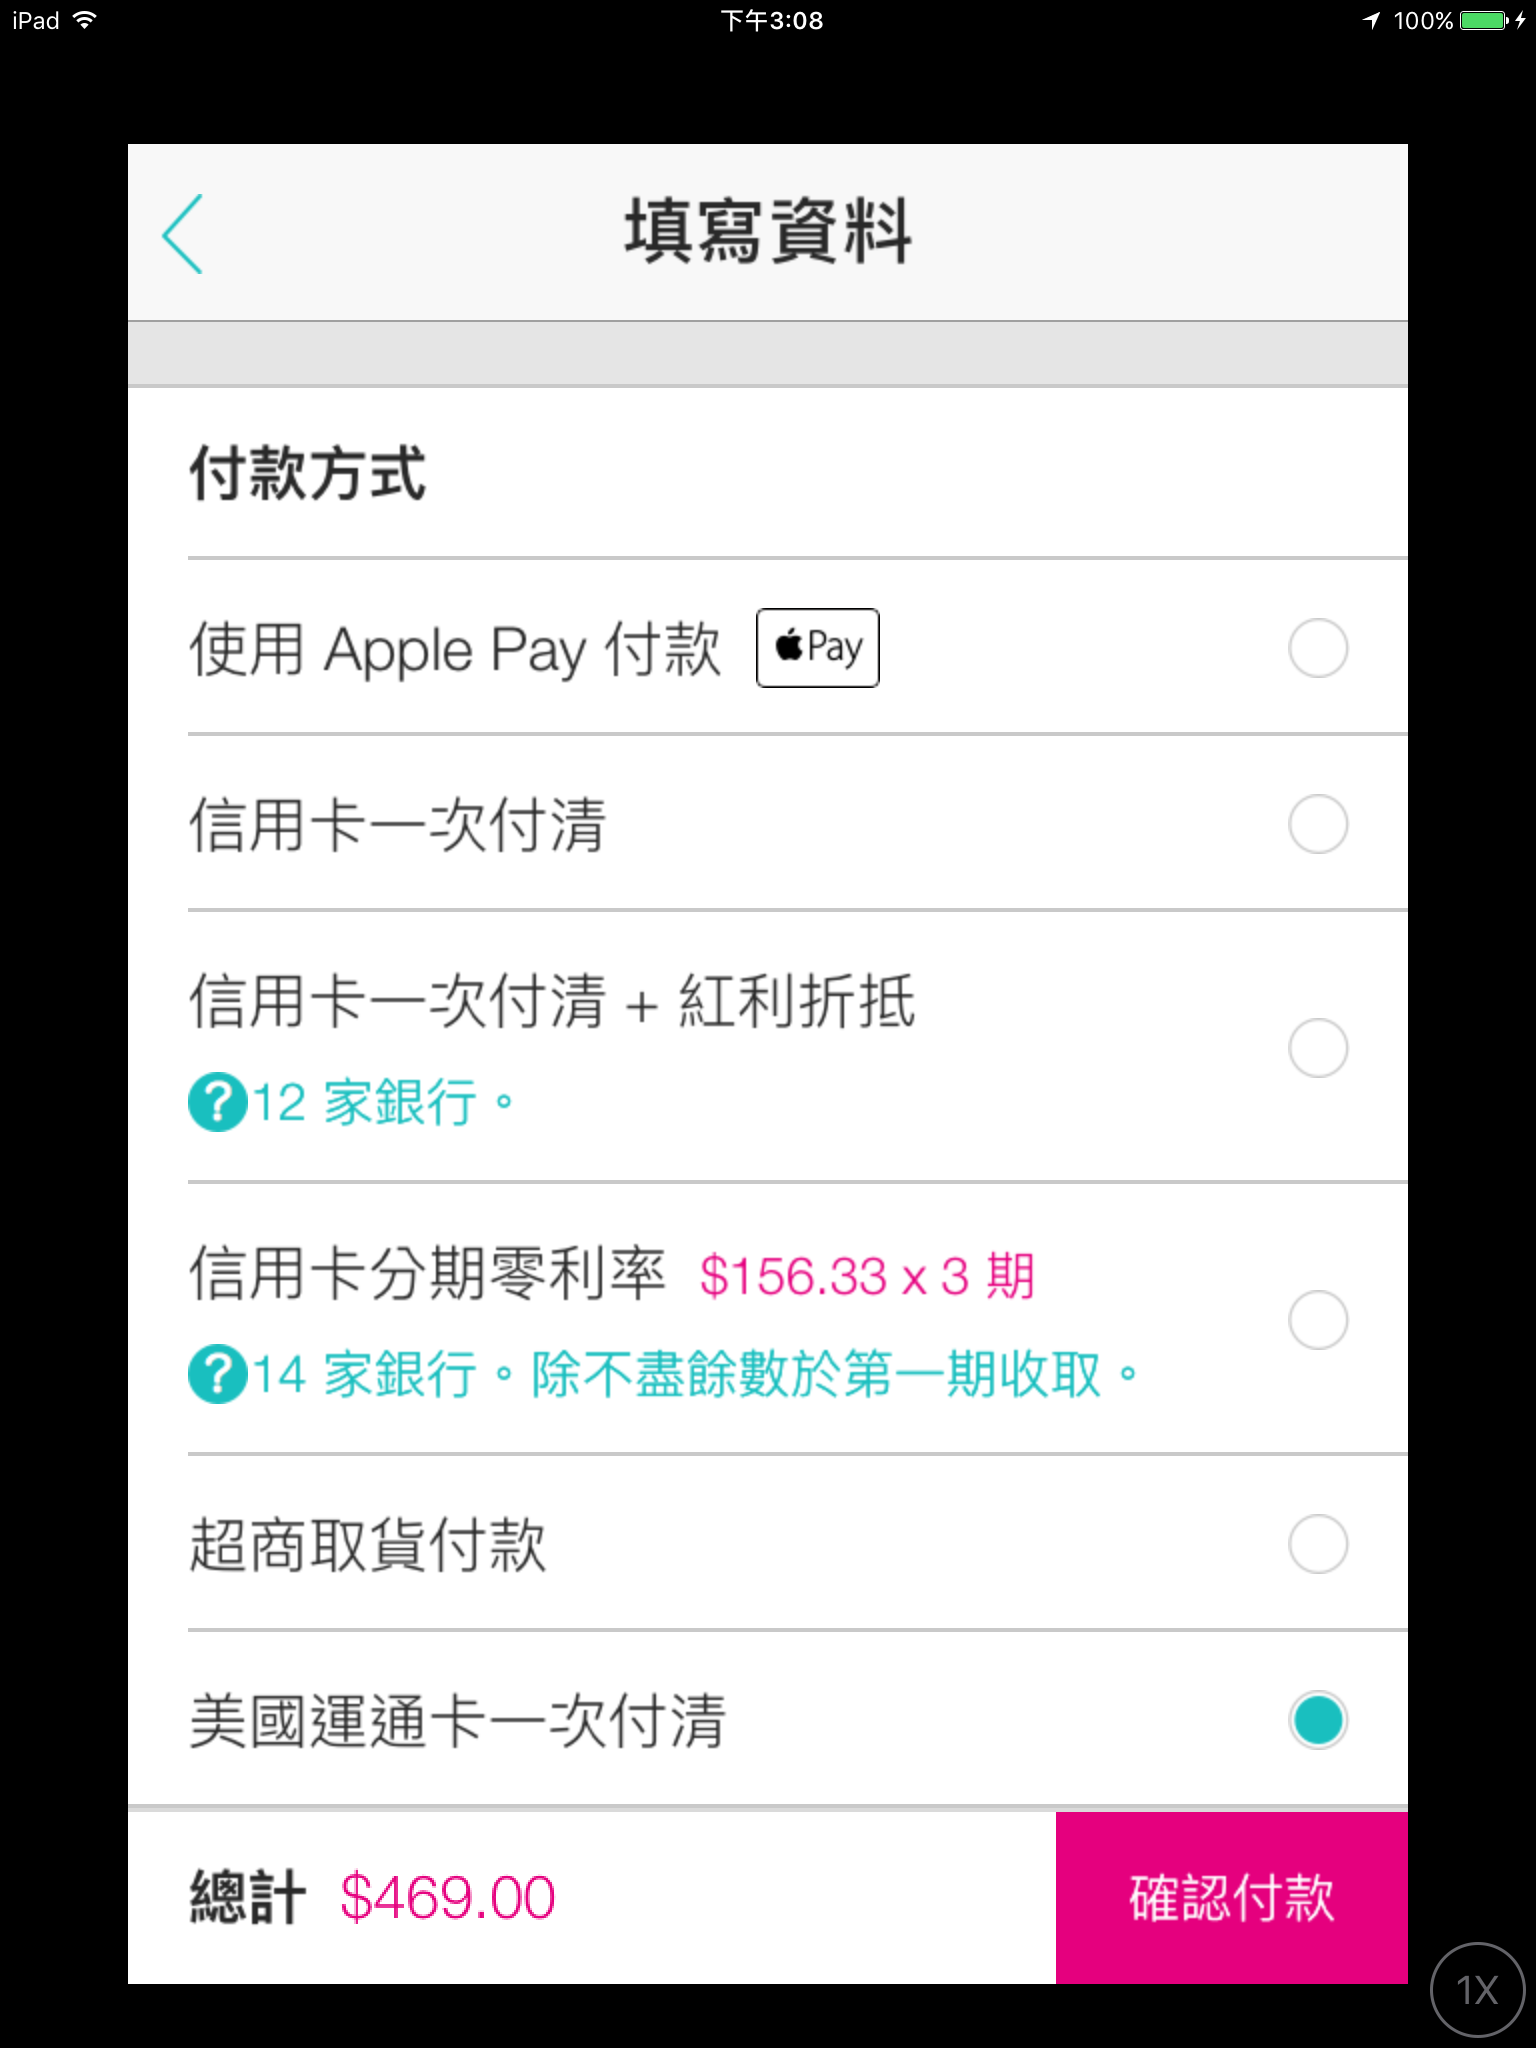 iPad 下午3:08 100%
填寫資料
付款方式
使用 Apple Pay 付款 Pay
信用卡一次付清
信用卡一次付清 + 紅利折抵
?12 家銀行。
信用卡分期零利率 $156.33 x 3 期
?14 家銀行。除不盡餘數於第一期收取。
超商取貨付款
美國運通卡一次付清
總計 $469.00 確認付款
1X